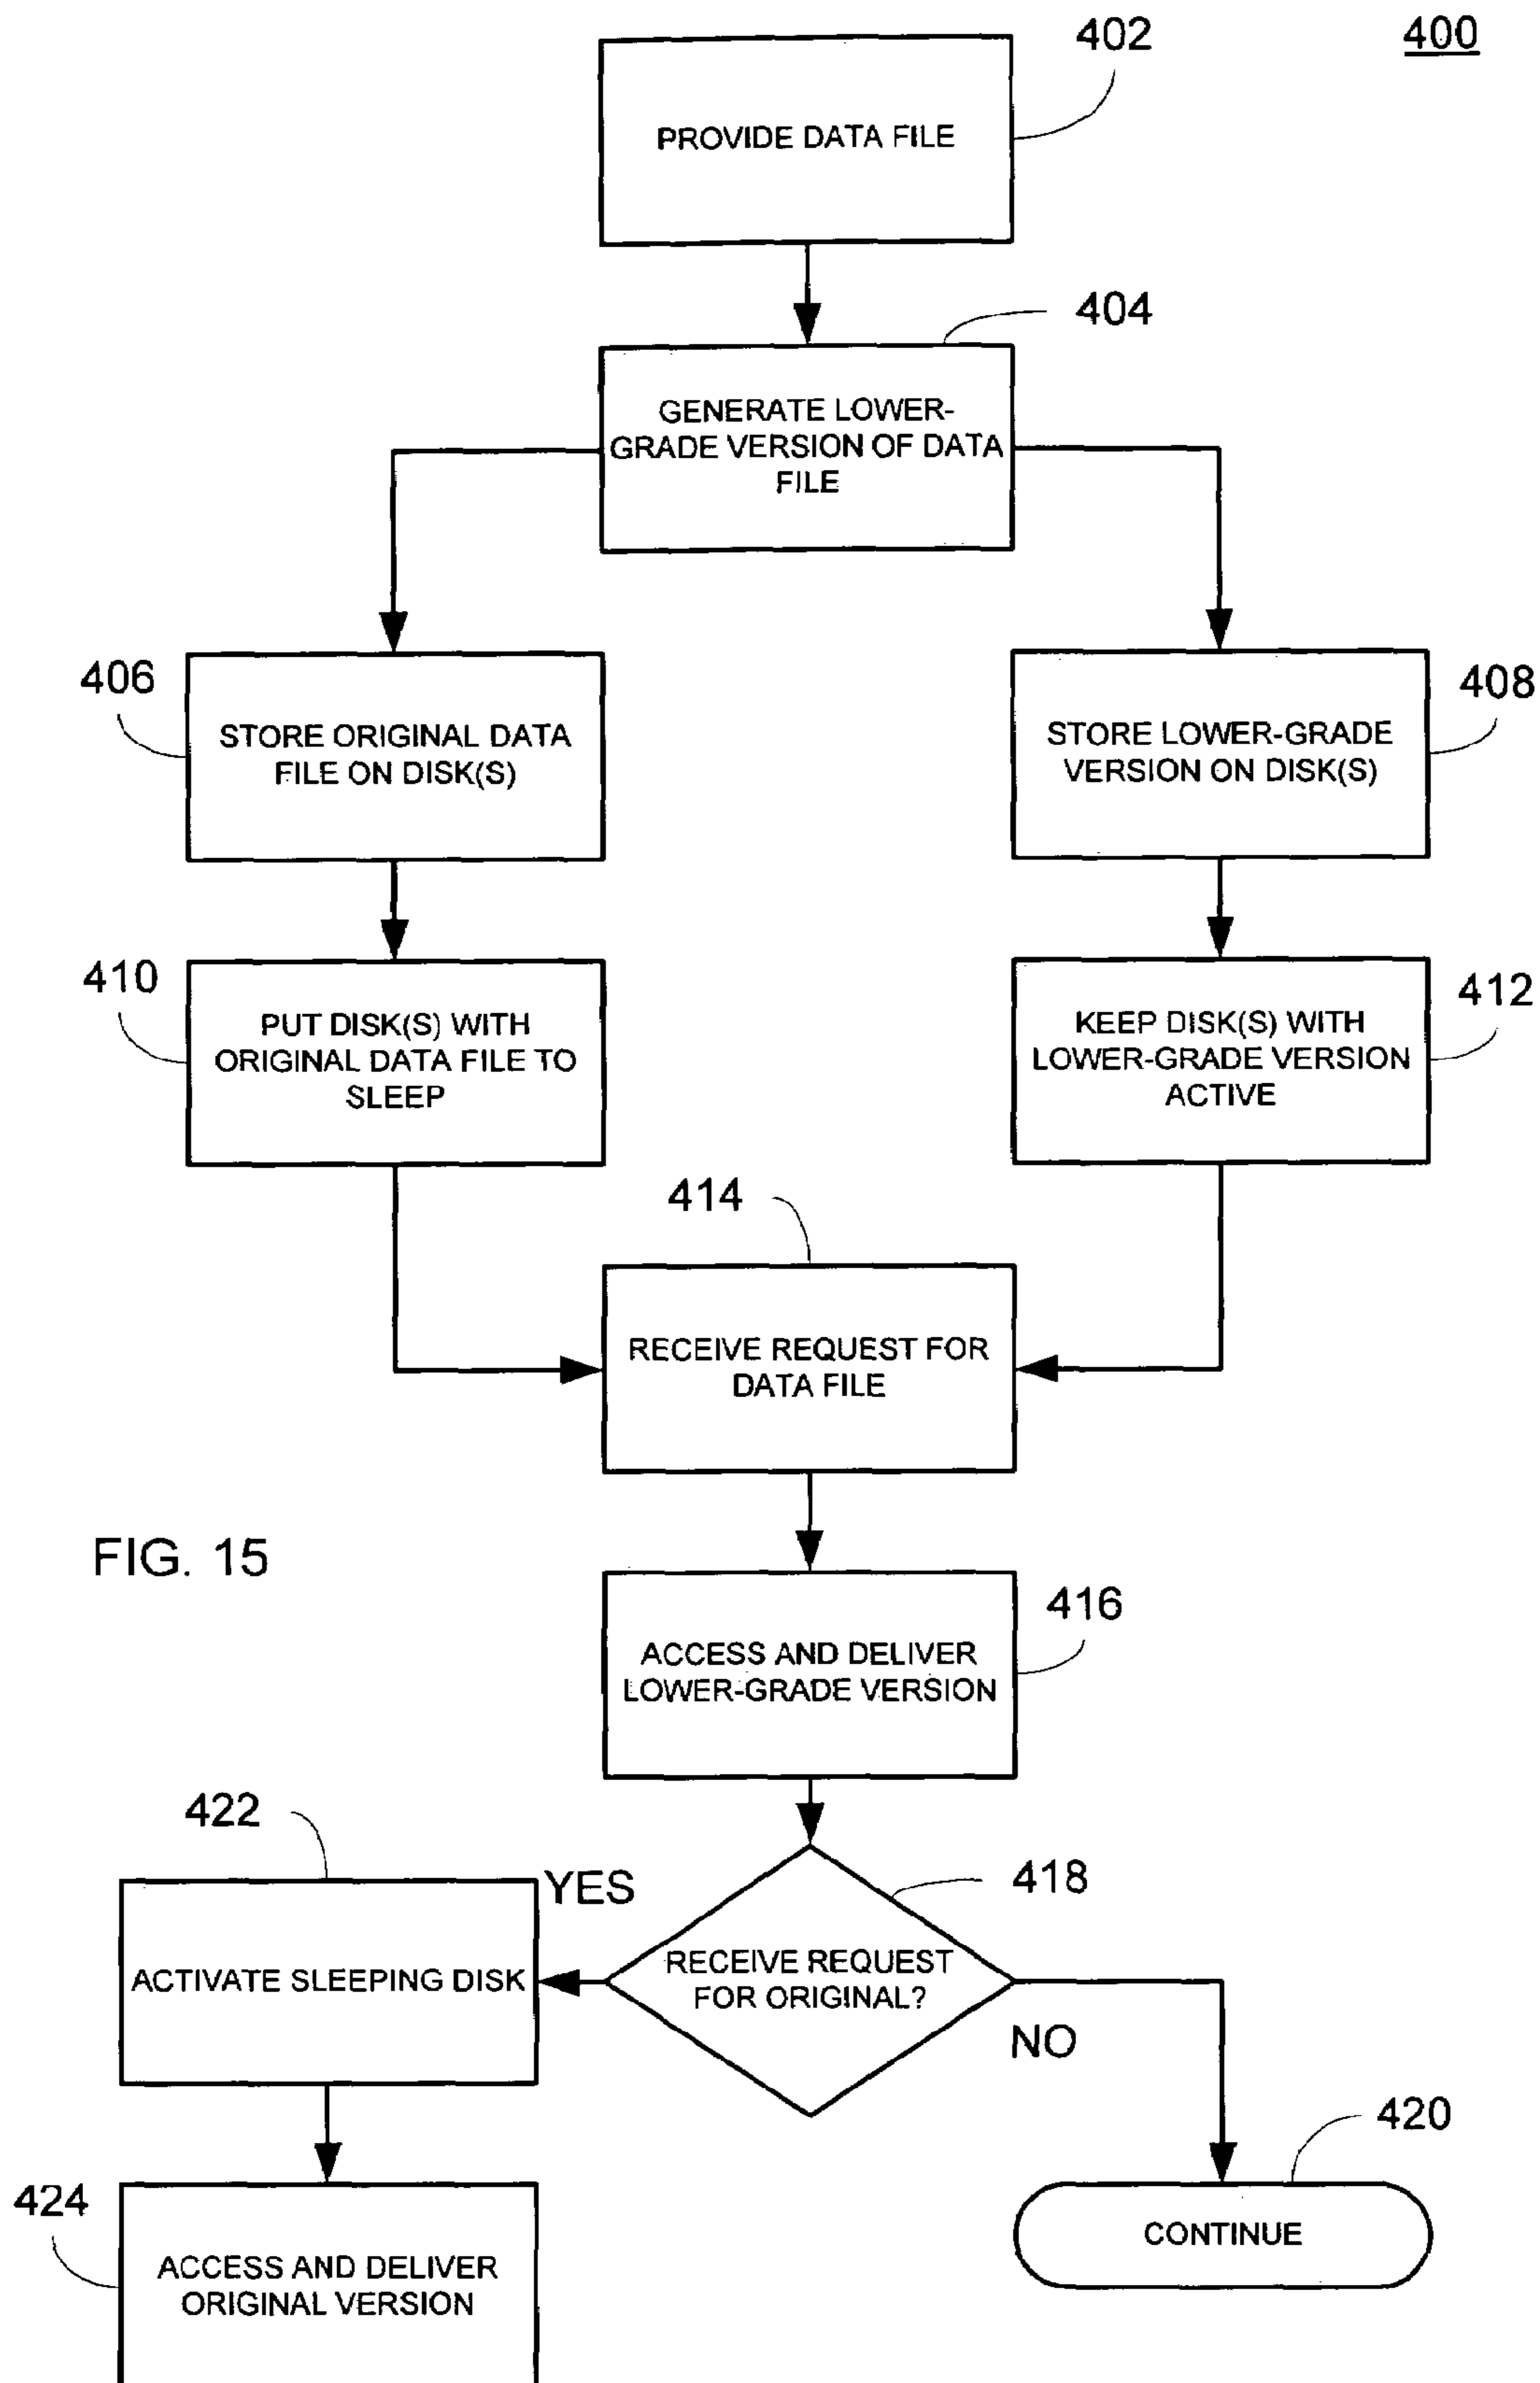 402
400
PROVIDE DATA FILE
404
GENERATE LOWER-
GRADE VERSION OF DATA
FILE
406
STORE ORIGINAL DATA
FILE ON DISK(S)
408
STORE LOWER-GRADE
VERSION ON DISK(S)
410
PUT DISK(S) WITH
ORIGINAL DATA FILE TO
SLEEP
412
KEEP DISK(S) WITH
LOWER-GRADE VERSION
ACTIVE
414
RECEIVE REQUEST FOR
DATA FILE
FIG. 15
416
ACCESS AND DELIVER
LOWER-GRADE VERSION
422
YES
418
ACTIVATE SLEEPING DISK
RECEIVE REQUEST
FOR ORIGINAL?
NO
420
424
CONTINUE
ACCESS AND DELIVER
ORIGINAL VERSION